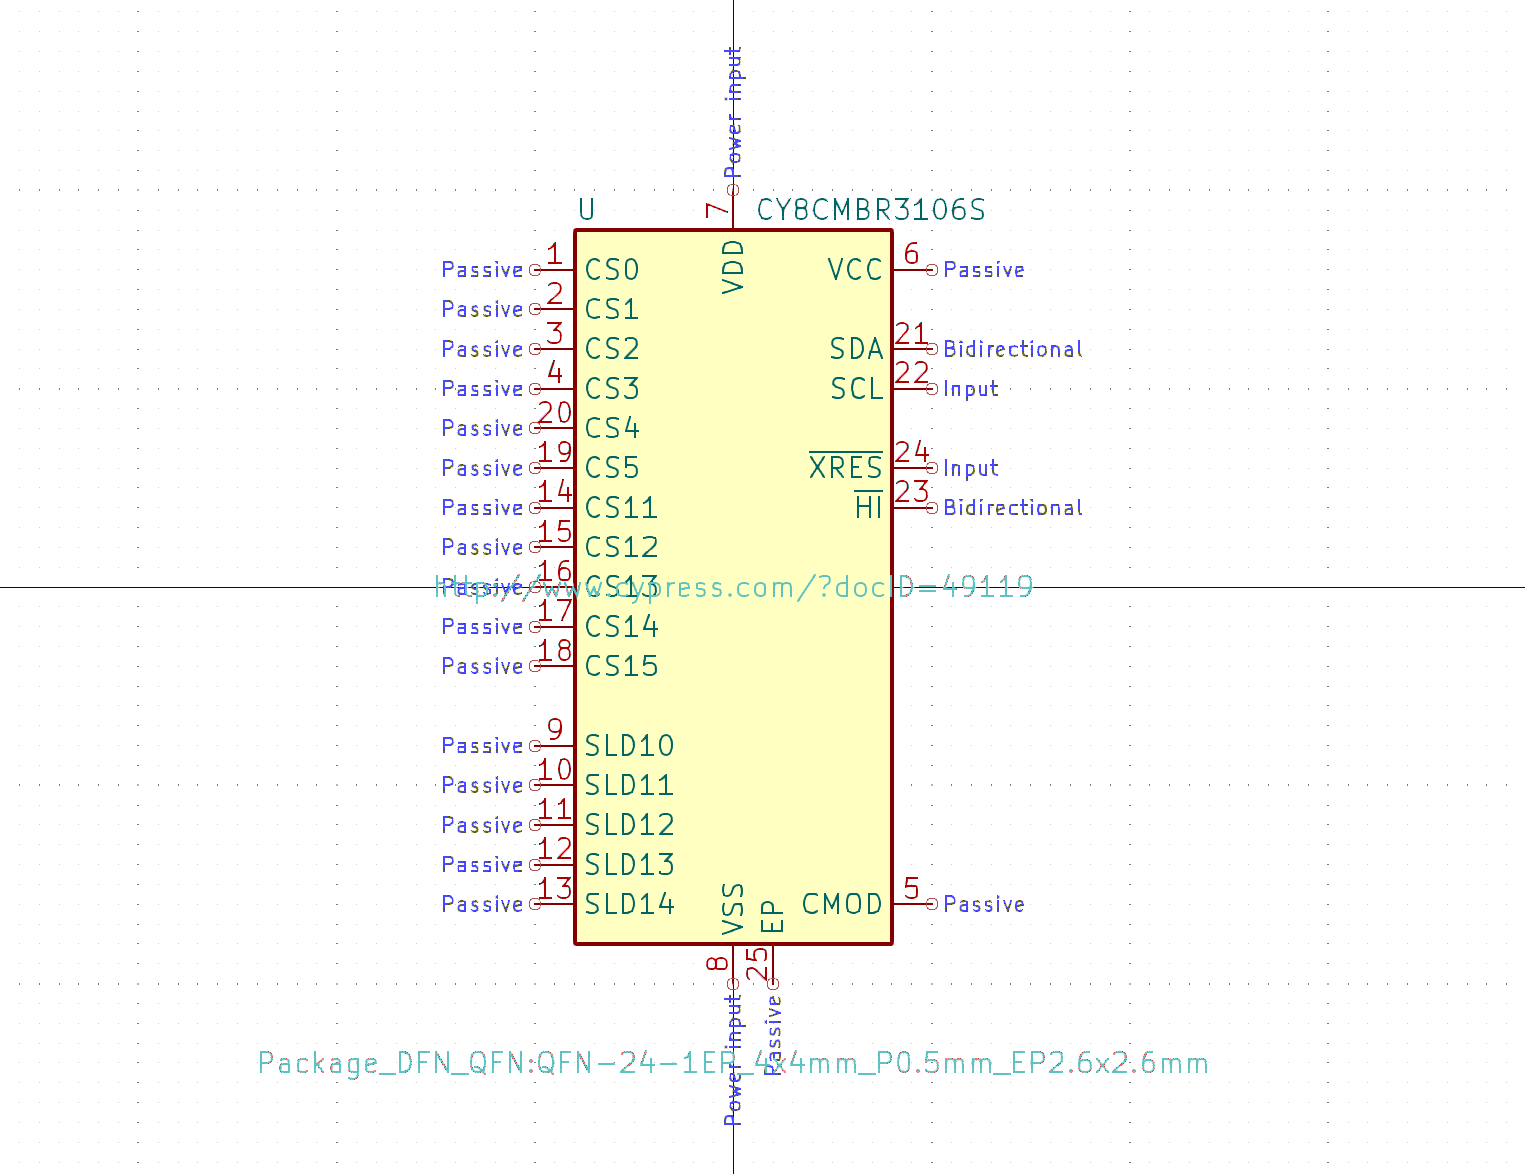 Power input
7
U CY8CMBR3106S
VDD
Passive 1 CS0 VCC 6 Passive
Passive 2 CS1
Passive 3 CS2 SDA 21 Bidirectional
Passive 4 CS3 SCL 22 Input
Passive 20 CS4
Passive 19 CS5 XRES 24 Input
Passive 14 CS11 HI 23 Bidirectional
Passive 15 CS12
Passive 16 CS13
http://www.cypress.com/?docID=49119
Passive 17 CS14
Passive 18 CS15
Passive 9 SLD10
Passive 10 SLD11
Passive 11 SLD12
Passive 12 SLD13
Passive 13 SLD14 VSS EP CMOD 5 Passive
8 25
Power input Passive
Package_DFN_QFN:QFN-24-1EP_4x4mm_P0.5mm_EP2.6x2.6mm